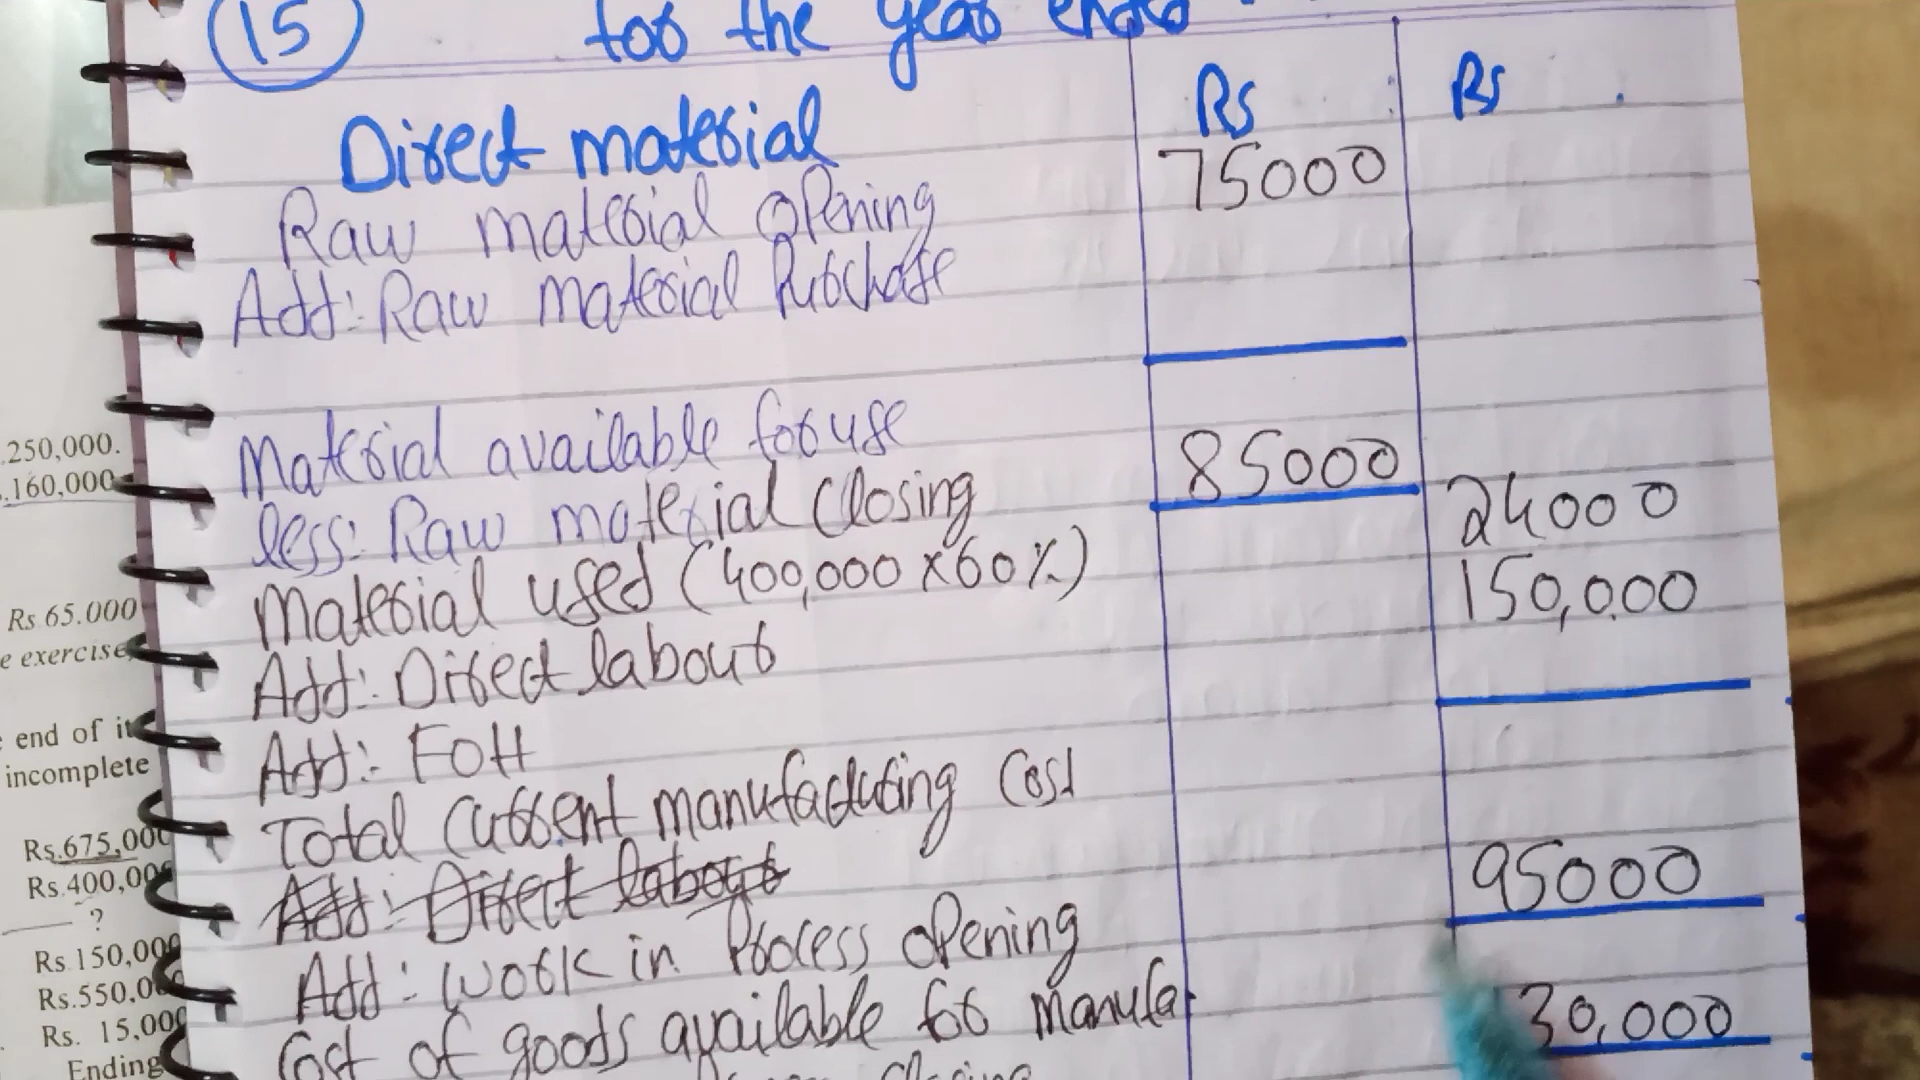 15 for the year ended
Rs Rs
Direct material
Raw material opening 75000
Add: Raw material Purchase
Material available for use
less: Raw material Closing 85000
Material used (400,000 x 60%) 24000
Add: Direct labour 150,000
Add: FOH
Total Current manufacturing Cost
Add: Direct labour
Add: work in Process opening 95000
Cost of goods available for manufa
30,000
Closing
250,000.
160,000
Rs 65.000
e exercise,
end of it
incomplete
Rs.675,000
Rs.400,00
?
Rs.150,000
Rs.550,0
Rs. 15,000
Ending